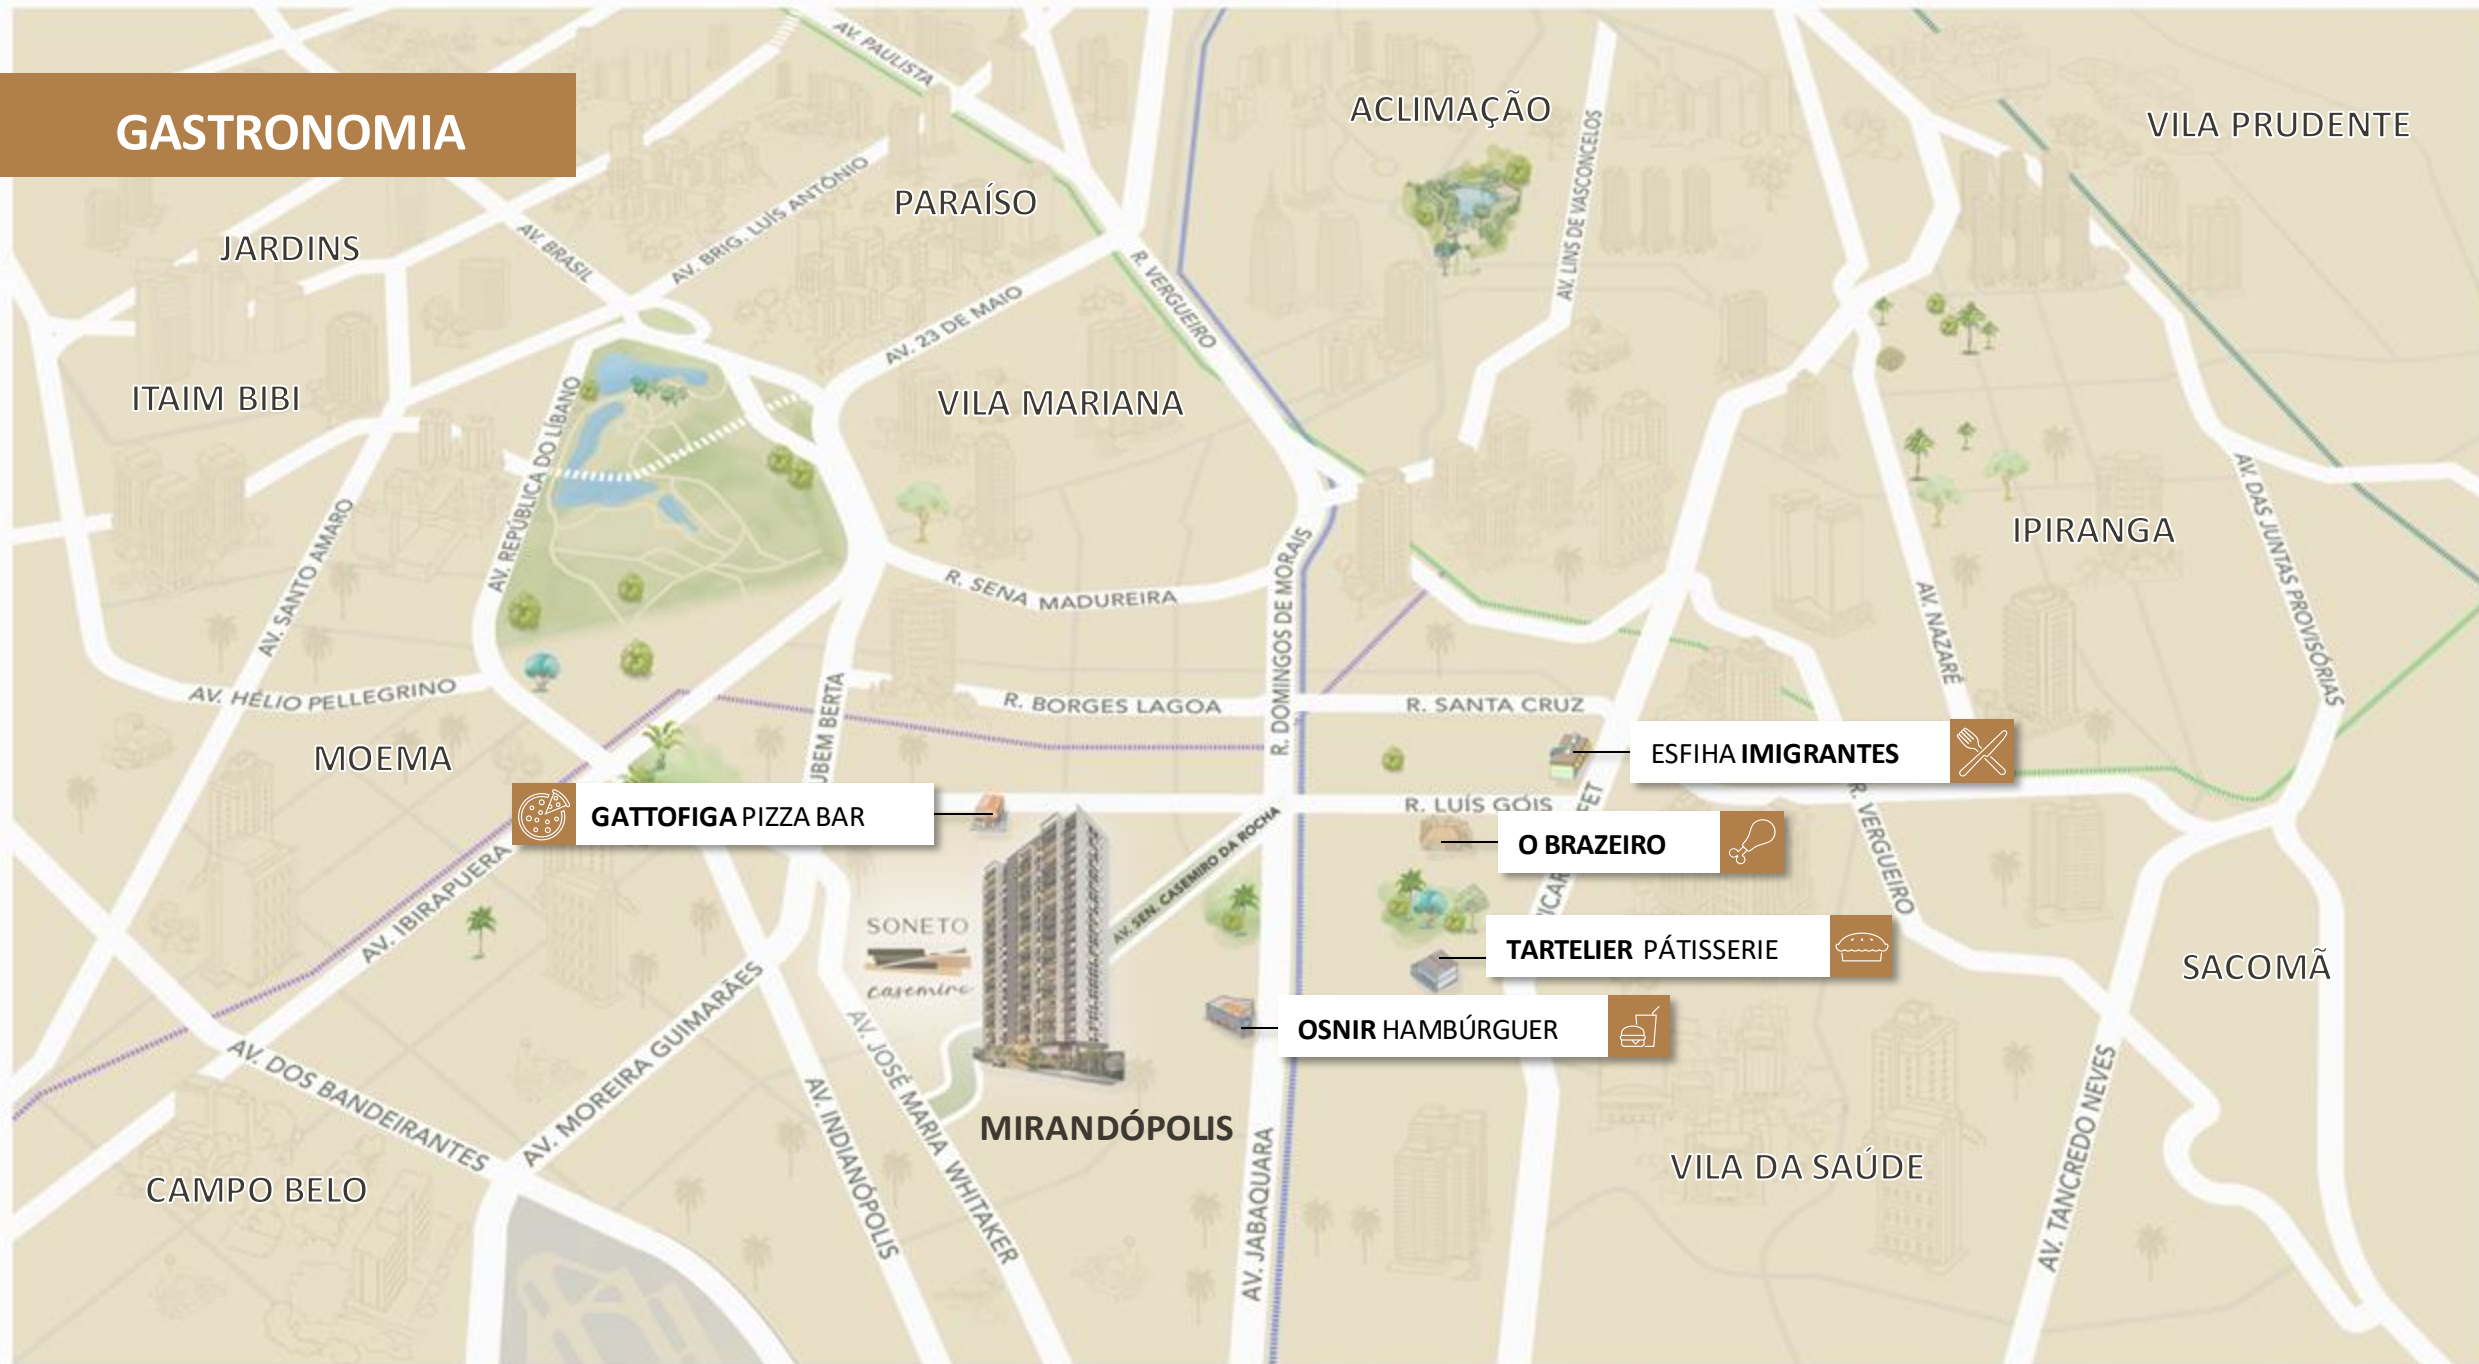 GASTRONOMIA
AV. PAULISTA
ACLIMAÇÃO
VILA PRUDENTE
PARAÍSO
JARDINS
AV. BRASIL
AV. BRIG. LUÍS ANTÔNIO
R. VERGUEIRO
AV. LINS DE VASCONCELOS
AV. 23 DE MAIO
ITAIM BIBI
VILA MARIANA
AV. REPÚBLICA DO LÍBANO
AV. SANTO AMARO
R. SENA MADUREIRA
R. DOMINGOS DE MORAIS
IPIRANGA
AV. DAS JUNTAS PROVISÓRIAS
AV. NAZARÉ
AV. HÉLIO PELLEGRINO
R. BORGES LAGOA
R. SANTA CRUZ
MOEMA
UBEM BERTA
ESFIHA IMIGRANTES
GATTOFIGA PIZZA BAR
R. LUÍS GÓIS
FET
R. VERGUEIRO
O BRAZEIRO
AV. IBIRAPUERA
AV. SEN. CASEMIRO DA ROCHA
ICAR
SONETO
casemiro
TARTELIER PÁTISSERIE
SACOMÃ
OSNIR HAMBÚRGUER
AV. DOS BANDEIRANTES
AV. MOREIRA GUIMARÃES
AV. JOSÉ MARIA WHITAKER
AV. INDIANÓPOLIS
MIRANDÓPOLIS
AV. JABAQUARA
VILA DA SAÚDE
AV. TANCREDO NEVES
CAMPO BELO